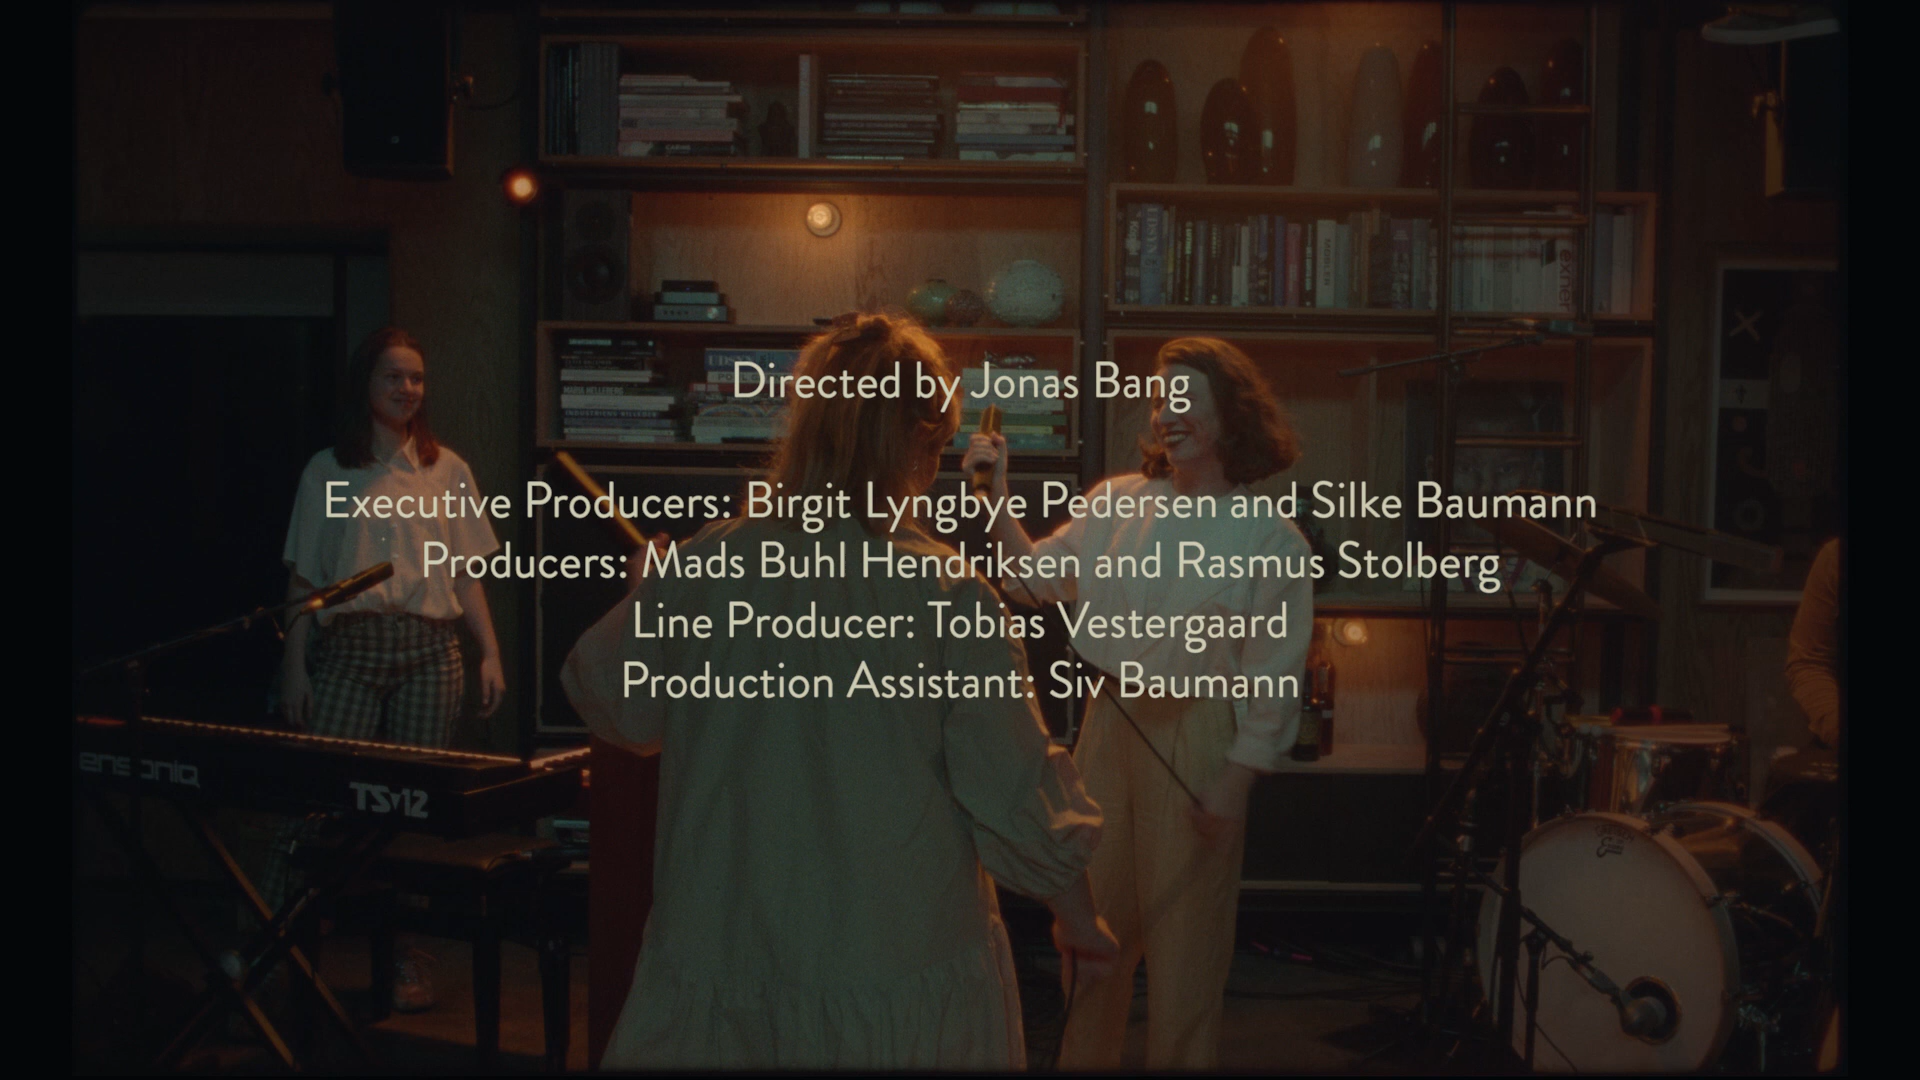 Directed by Jonas Bang
Executive Producers: Birgit Lyngbye Pedersen and Silke Baumann
Producers: Mads Buhl Hendriksen and Rasmus Stolberg
Line Producer: Tobias Vestergaard
Production Assistant: Siv Baumann
ensoniq
TS-12